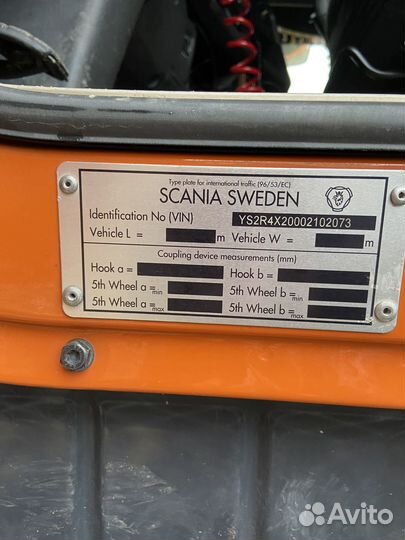 Type plate for international traffic (96/53/EC)
SCANIA SWEDEN
Identification No (VIN) YS2R4X20002102073
Vehicle L = m Vehicle W = m
Coupling device measurements (mm)
Hook a = Hook b =
5th Wheel a = min 5th Wheel b = min
5th Wheel a = max 5th Wheel b = max
Avito